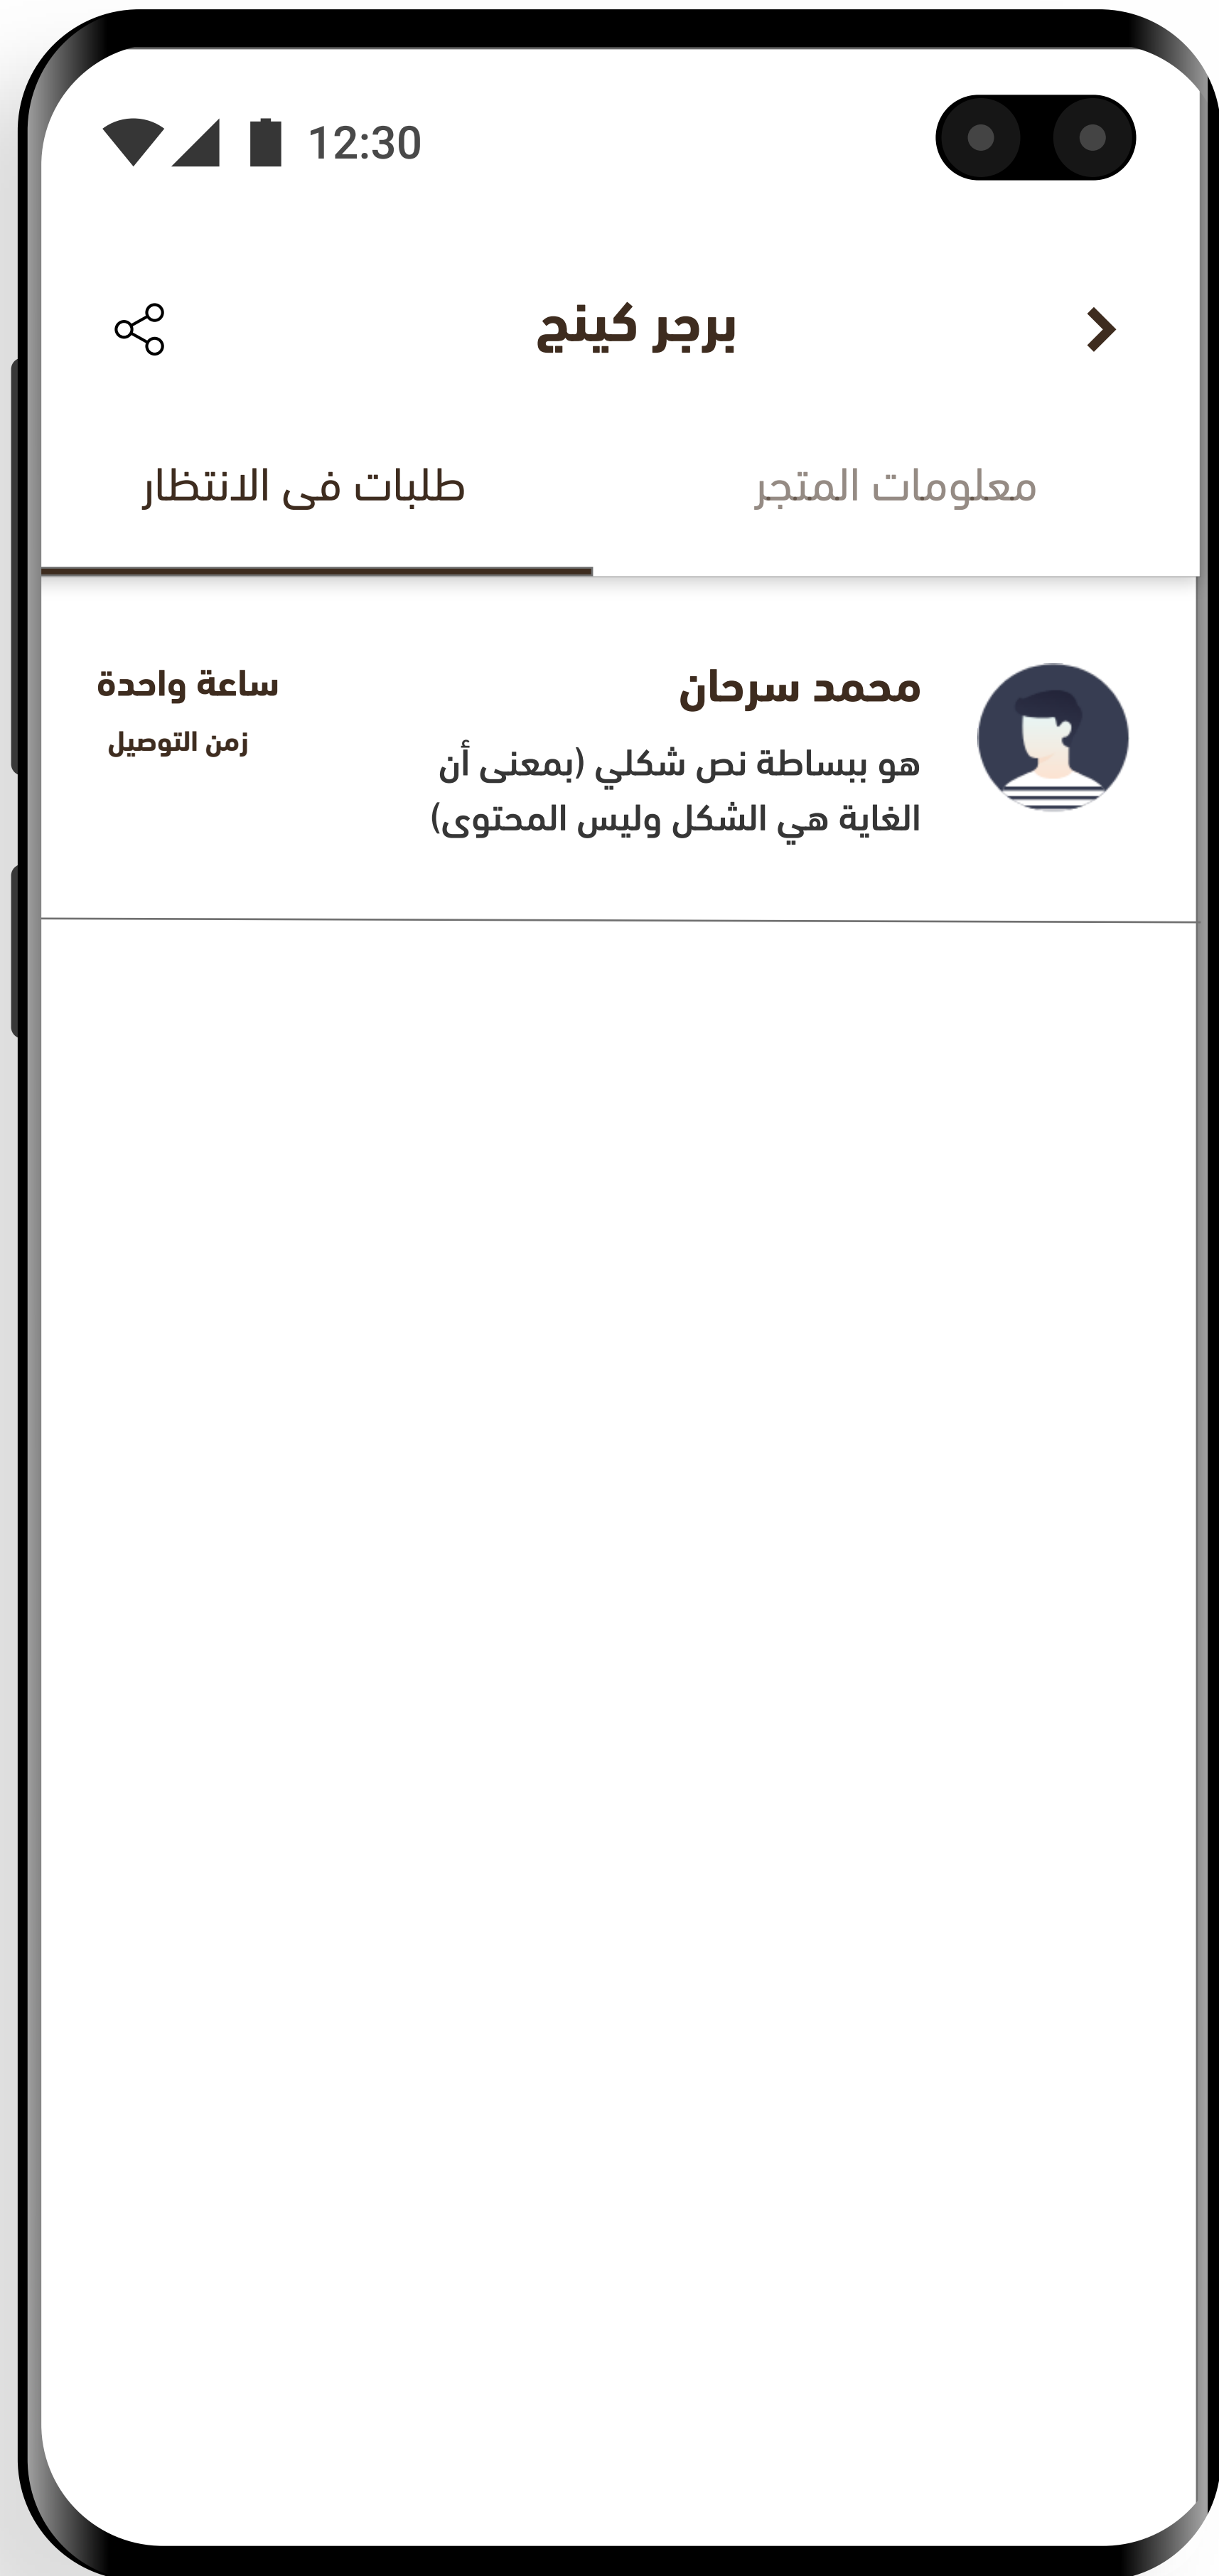 12:30
برجر كينج
معلومات المتجر
طلبات فى الانتظار
محمد سرحان
ساعة واحدة
زمن التوصيل
هو ببساطة نص شكلي (بمعنى أن
الغاية هي الشكل وليس المحتوى)